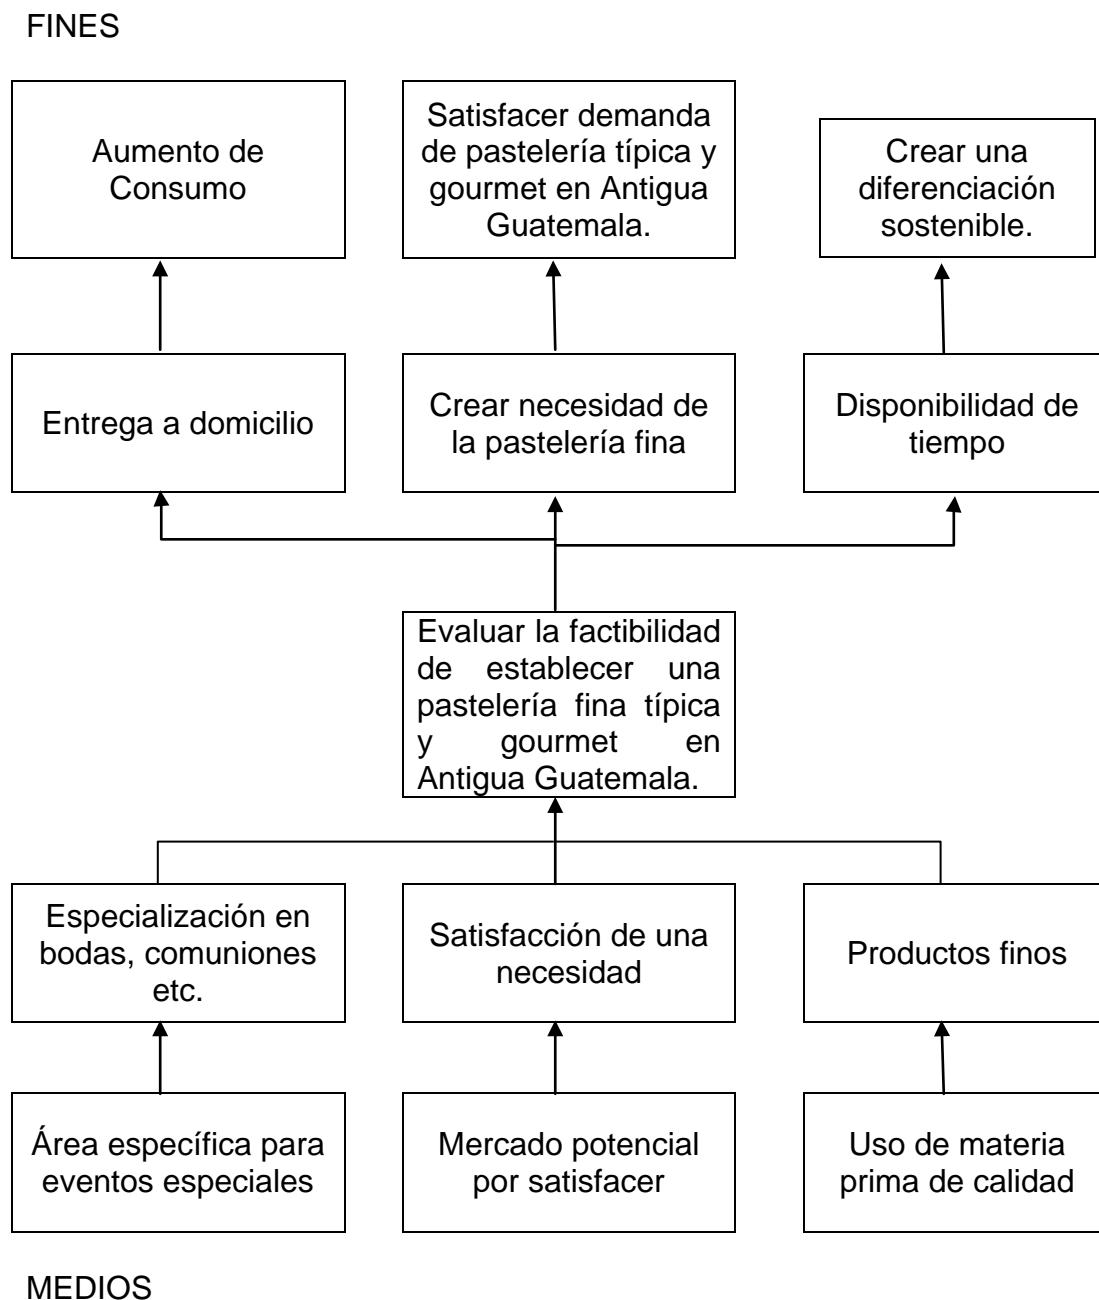 FINES
Aumento de
Consumo
Satisfacer demanda
de pastelería típica y
gourmet en Antigua
Guatemala.
Crear una
diferenciación
sostenible.
Entrega a domicilio
Crear necesidad de
la pastelería fina
Disponibilidad de
tiempo
Evaluar la factibilidad
de establecer una
pastelería fina típica
y gourmet en
Antigua Guatemala.
Especialización en
bodas, comuniones
etc.
Satisfacción de una
necesidad
Productos finos
Área específica para
eventos especiales
Mercado potencial
por satisfacer
Uso de materia
prima de calidad
MEDIOS